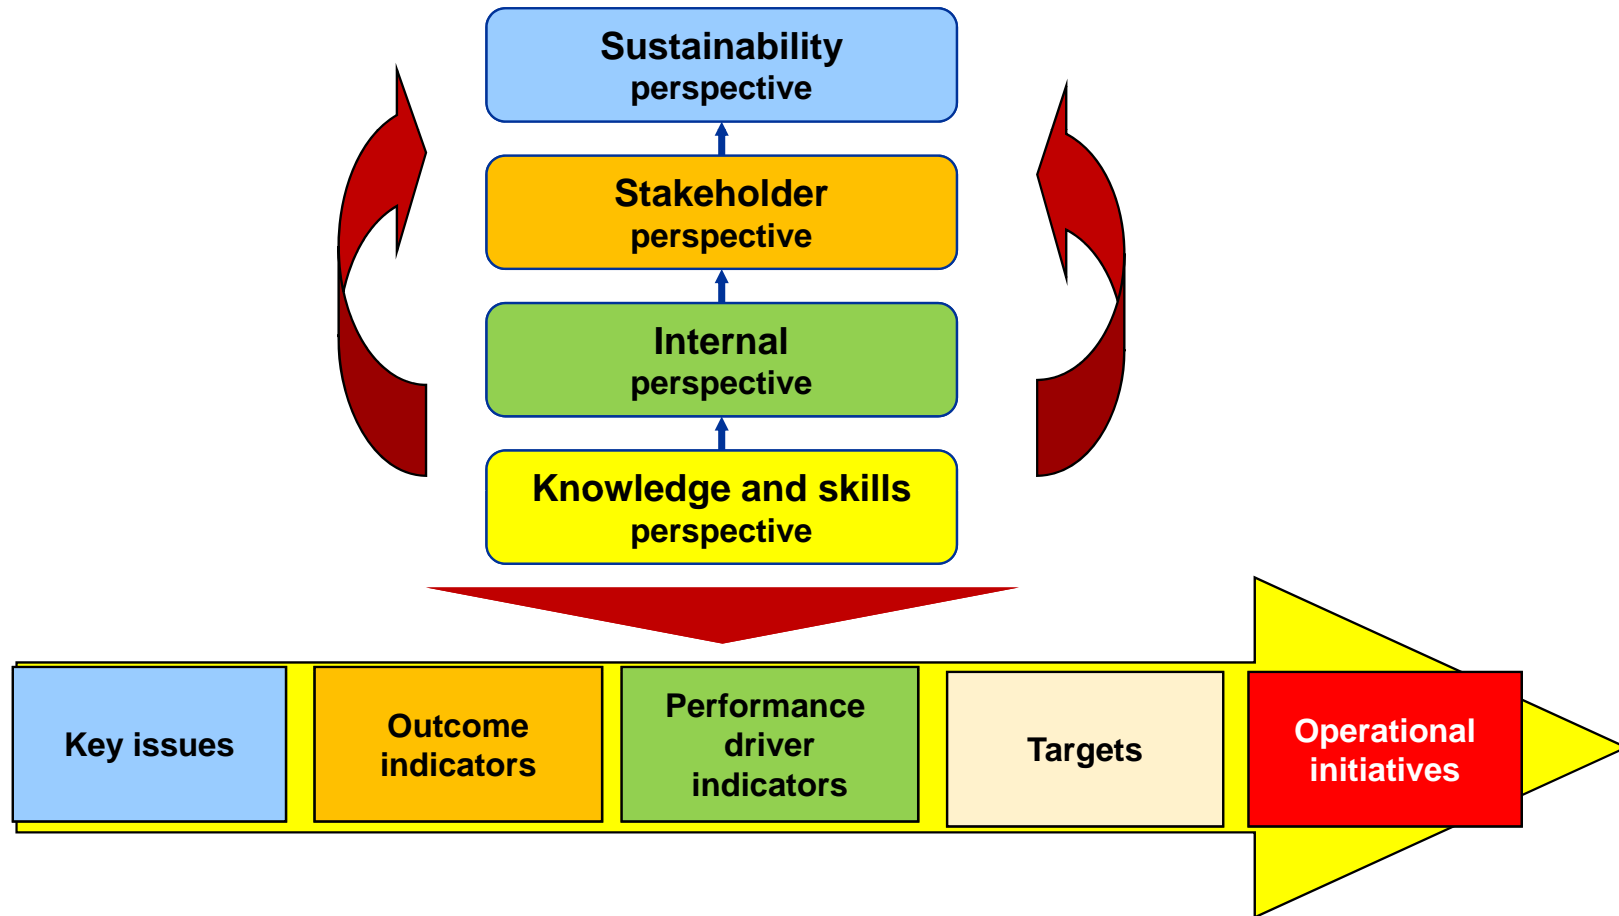 Sustainability
perspective
Stakeholder
perspective
Internal
perspective
Knowledge and skills
perspective
Key issues
Outcome
indicators
Performance
driver
indicators
Targets
Operational
initiatives